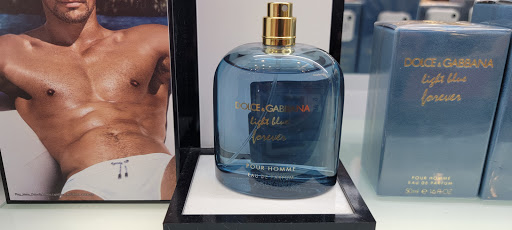 DOLCE & GABBANA
light blue
forever
POUR HOMME
EAU DE PARFUM
DOLCE & GABBANA
light blue
forever
POUR HOMME
EAU DE PARFUM